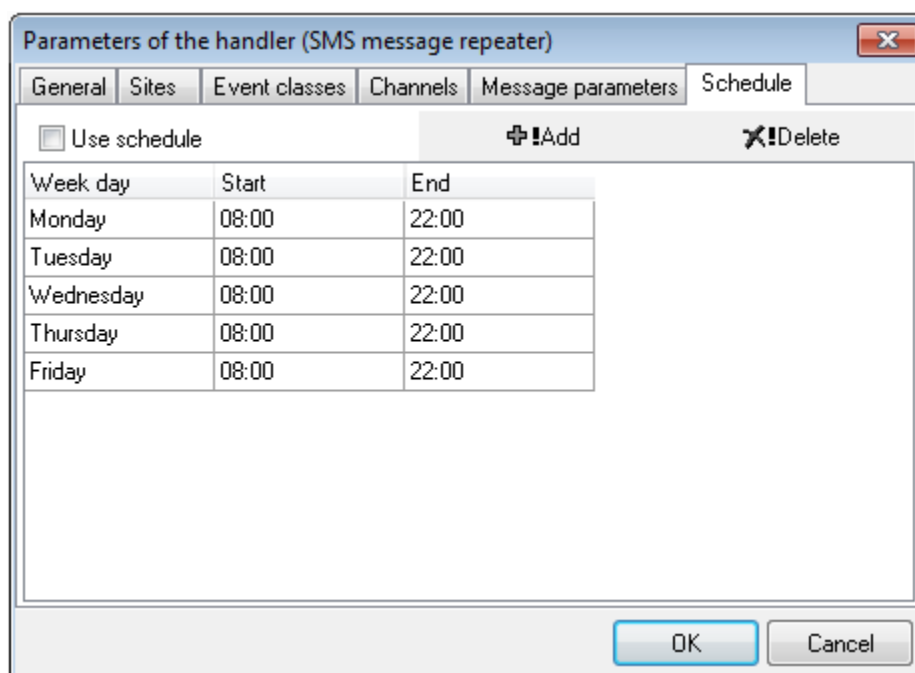 Parameters of the handler (SMS message repeater)
General Sites Event classes Channels Message parameters Schedule
Use schedule !Add !Delete
Week day Start End
Monday 08:00 22:00
Tuesday 08:00 22:00
Wednesday 08:00 22:00
Thursday 08:00 22:00
Friday 08:00 22:00
OK Cancel